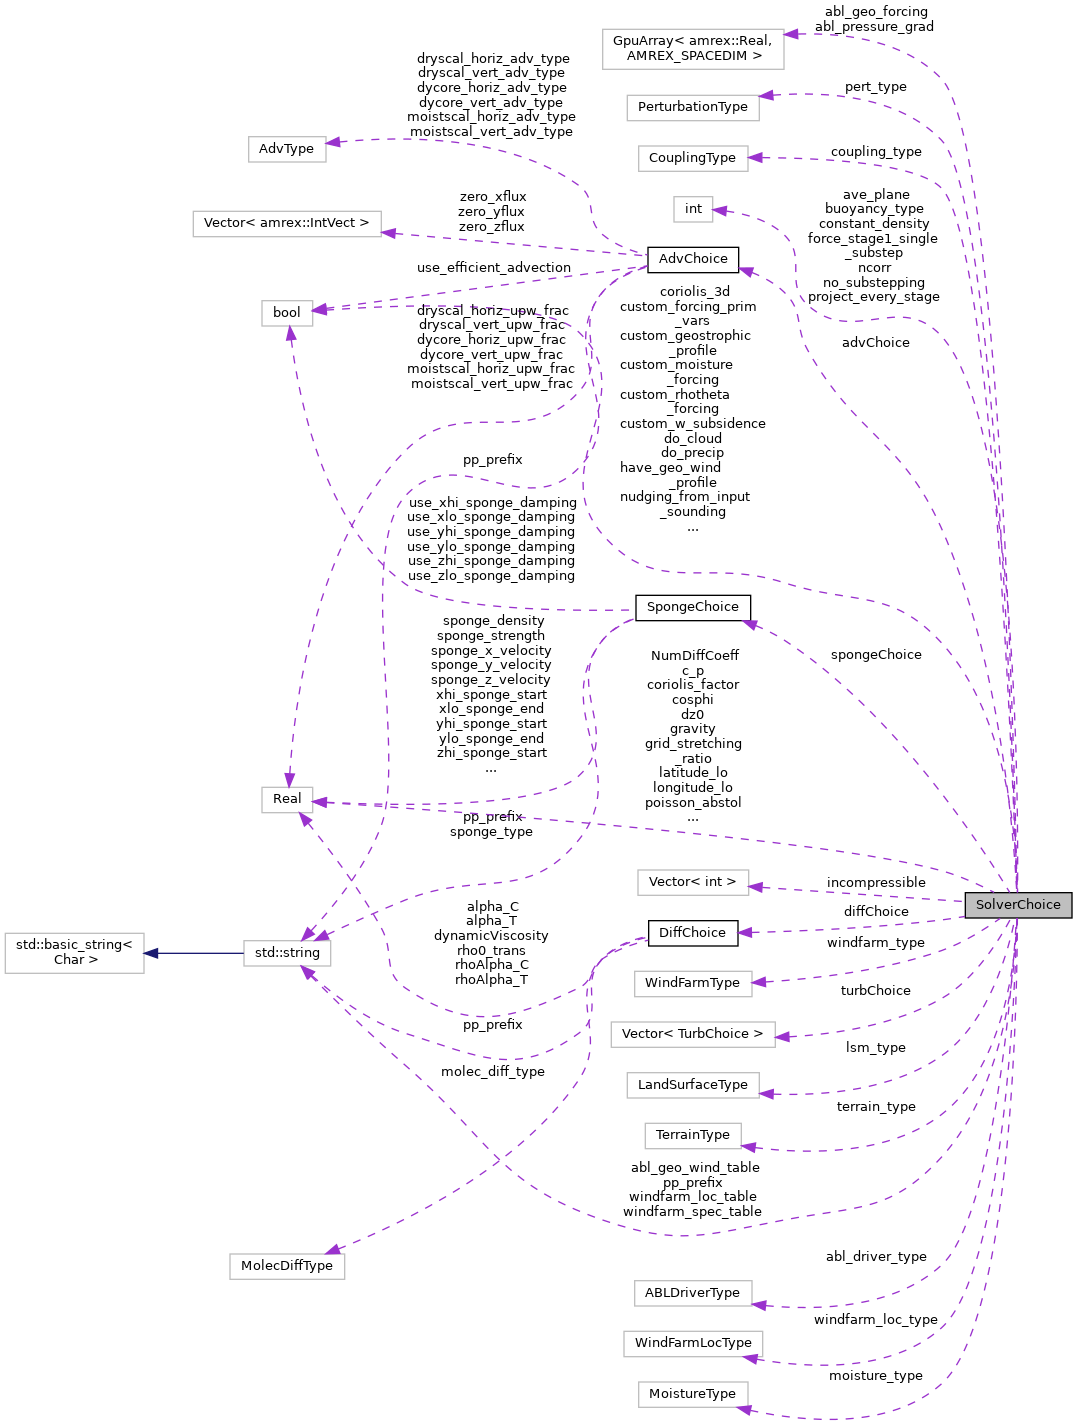 abl_geo_forcing
abl_pressure_grad
GpuArray< amrex::Real,
AMREX_SPACEDIM >
dryscal_horiz_adv_type
dryscal_vert_adv_type
dycore_horiz_adv_type
dycore_vert_adv_type
moistscal_horiz_adv_type
moistscal_vert_adv_type
pert_type
PerturbationType
AdvType
coupling_type
CouplingType
zero_xflux
zero_yflux
zero_zflux
Vector< amrex::IntVect >
int
ave_plane
buoyancy_type
constant_density
force_stage1_single
_substep
ncorr
no_substepping
project_every_stage
AdvChoice
use_efficient_advection
bool
dryscal_horiz_upw_frac
dryscal_vert_upw_frac
dycore_horiz_upw_frac
dycore_vert_upw_frac
moistscal_horiz_upw_frac
moistscal_vert_upw_frac
coriolis_3d
custom_forcing_prim
_vars
custom_geostrophic
_profile
custom_moisture
_forcing
custom_rhotheta
_forcing
custom_w_subsidence
do_cloud
do_precip
have_geo_wind
_profile
nudging_from_input
_sounding
...
advChoice
pp_prefix
use_xhi_sponge_damping
use_xlo_sponge_damping
use_yhi_sponge_damping
use_ylo_sponge_damping
use_zhi_sponge_damping
use_zlo_sponge_damping
SpongeChoice
sponge_density
sponge_strength
sponge_x_velocity
sponge_y_velocity
sponge_z_velocity
xhi_sponge_start
xlo_sponge_end
yhi_sponge_start
ylo_sponge_end
zhi_sponge_start
...
spongeChoice
NumDiffCoeff
c_p
coriolis_factor
cosphi
dz0
gravity
grid_stretching
_ratio
latitude_lo
longitude_lo
poisson_abstol
...
Real
pp_prefix
sponge_type
Vector< int >
incompressible
SolverChoice
alpha_C
alpha_T
dynamicViscosity
rho0_trans
rhoAlpha_C
rhoAlpha_T
diffChoice
DiffChoice
std::basic_string<
Char >
std::string
windfarm_type
WindFarmType
turbChoice
pp_prefix
Vector< TurbChoice >
lsm_type
molec_diff_type
LandSurfaceType
terrain_type
TerrainType
abl_geo_wind_table
pp_prefix
windfarm_loc_table
windfarm_spec_table
MolecDiffType
abl_driver_type
ABLDriverType
windfarm_loc_type
WindFarmLocType
moisture_type
MoistureType